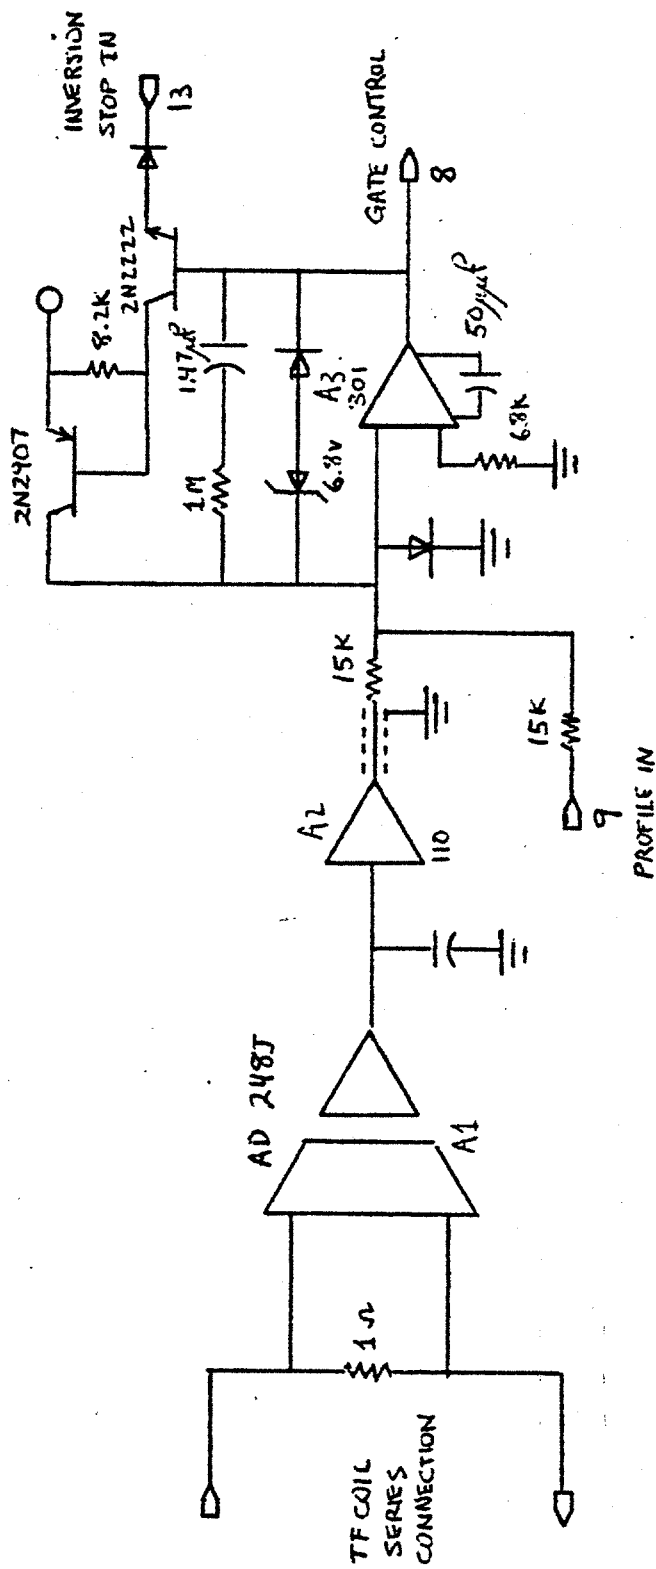 INVERSION
STOP IN
13
2N2907
8.2K
2N2222
1.47μF
1M
6.8V
A3
301
GATE CONTROL
8
50μμF
6.8K
15K
15K
9
PROFILE IN
A2
110
AD 248J
A1
1Ω
TF COIL
SERIES
CONNECTION